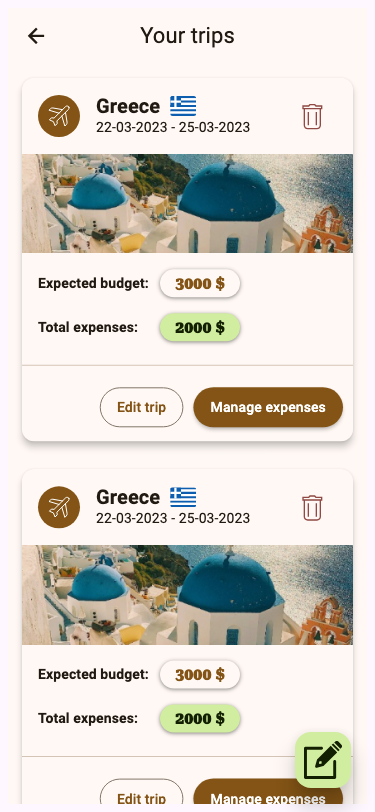 Your trips
Greece
22-03-2023 - 25-03-2023
Expected budget: 3000 $
Total expenses: 2000 $
Edit trip Manage expenses
Greece
22-03-2023 - 25-03-2023
Expected budget: 3000 $
Total expenses: 2000 $
Edit trip Manage expenses